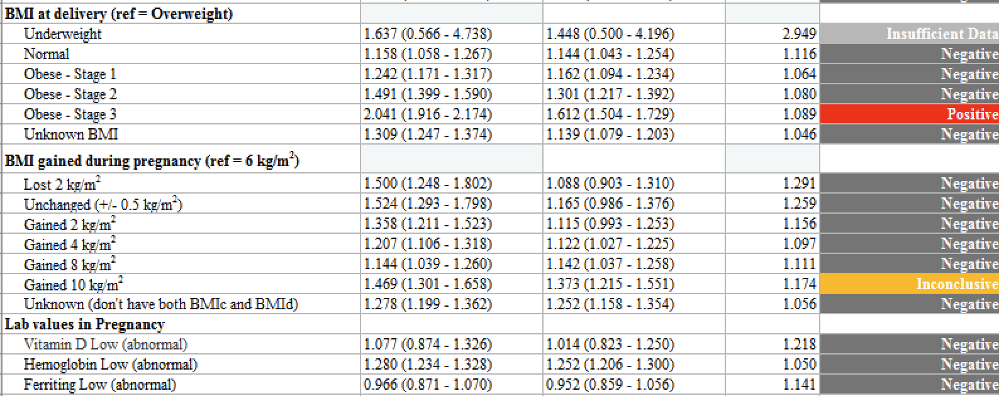 BMI at delivery (ref = Overweight)
Underweight 1.637 (0.566 - 4.738) 1.448 (0.500 - 4.196) 2.949 Insufficient Data
Normal 1.158 (1.058 - 1.267) 1.144 (1.043 - 1.254) 1.116 Negative
Obese - Stage 1 1.242 (1.171 - 1.317) 1.162 (1.094 - 1.234) 1.064 Negative
Obese - Stage 2 1.491 (1.399 - 1.590) 1.301 (1.217 - 1.392) 1.080 Negative
Obese - Stage 3 2.041 (1.916 - 2.174) 1.612 (1.504 - 1.729) 1.089 Positive
Unknown BMI 1.309 (1.247 - 1.374) 1.139 (1.079 - 1.203) 1.046 Negative
BMI gained during pregnancy (ref = 6 kg/m²)
Lost 2 kg/m² 1.500 (1.248 - 1.802) 1.088 (0.903 - 1.310) 1.291 Negative
Unchanged (+/- 0.5 kg/m²) 1.524 (1.293 - 1.798) 1.165 (0.986 - 1.376) 1.259 Negative
Gained 2 kg/m² 1.358 (1.211 - 1.523) 1.115 (0.993 - 1.253) 1.156 Negative
Gained 4 kg/m² 1.207 (1.106 - 1.318) 1.122 (1.027 - 1.225) 1.097 Negative
Gained 8 kg/m² 1.144 (1.039 - 1.260) 1.142 (1.037 - 1.258) 1.111 Negative
Gained 10 kg/m² 1.469 (1.301 - 1.658) 1.373 (1.215 - 1.551) 1.174 Inconclusive
Unknown (don't have both BMIc and BMId) 1.278 (1.199 - 1.362) 1.252 (1.158 - 1.354) 1.056 Negative
Lab values in Pregnancy
Vitamin D Low (abnormal) 1.077 (0.874 - 1.326) 1.014 (0.823 - 1.250) 1.218 Negative
Hemoglobin Low (abnormal) 1.280 (1.234 - 1.328) 1.252 (1.206 - 1.300) 1.050 Negative
Ferriting Low (abnormal) 0.966 (0.871 - 1.070) 0.952 (0.859 - 1.056) 1.141 Negative